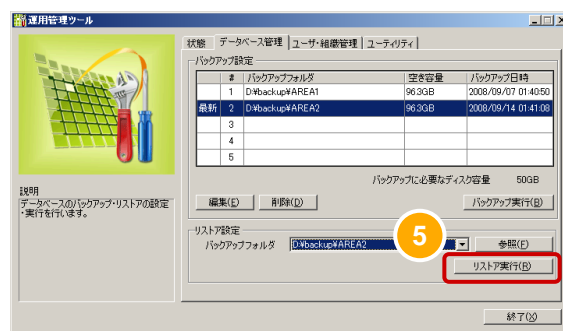 運用管理ツール
状態 データベース管理 ユーザ・組織管理 ユーティリティ
バックアップ設定
# バックアップフォルダ 空き容量 バックアップ日時
1 D:¥backup¥AREA1 96.3GB 2008/09/07 01:40:50
最新 2 D:¥backup¥AREA2 96.3GB 2008/09/14 01:41:08
3
4
5
バックアップに必要なディスク容量 50GB
編集(E) 削除(D) バックアップ実行(B)
説明
データベースのバックアップ・リストアの設定
・実行を行います。
リストア設定
バックアップフォルダ D:¥backup¥AREA2 5 参照(F)
リストア実行(R)
終了(X)